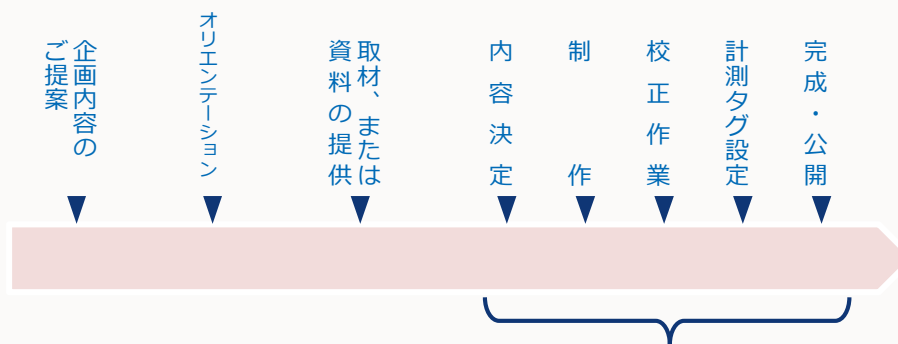 企画内容の
ご提案
オリエンテーション
取材、または
資料の提供
内容決定
制作
校正作業
計測タグ設定
完成・公開